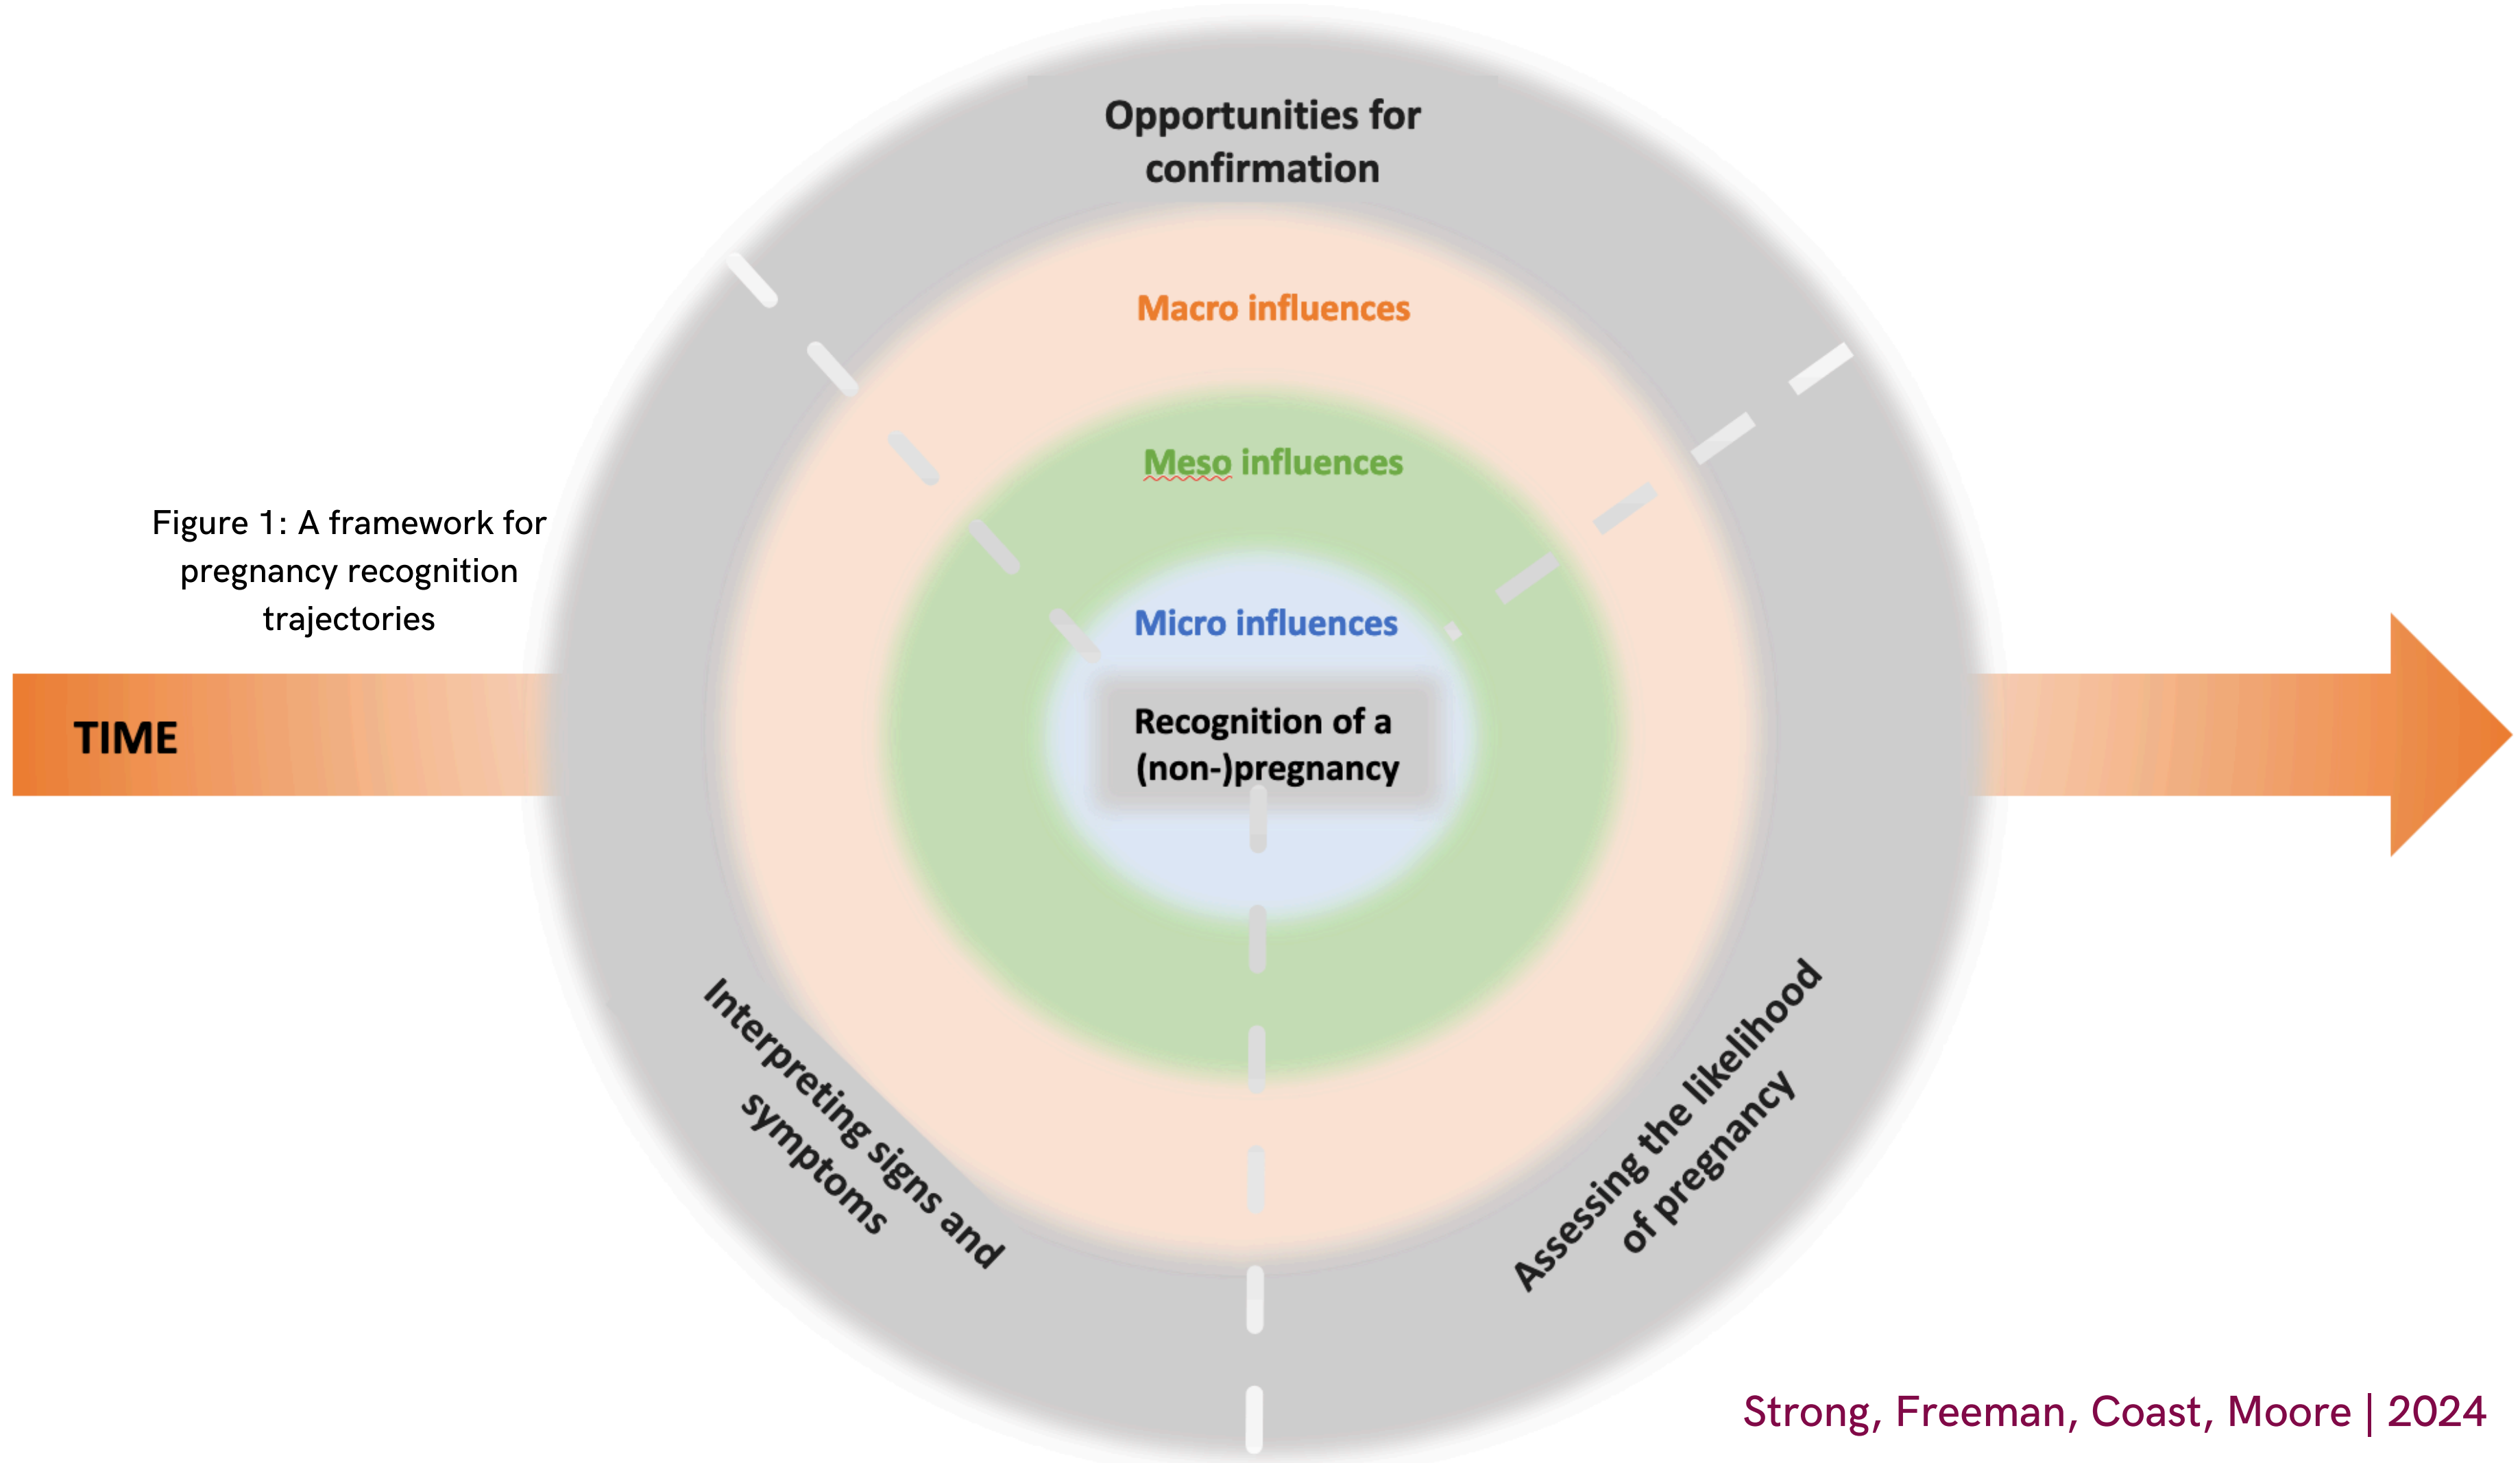 Opportunities for
confirmation
Macro influences
Meso influences
Figure 1: A framework for
pregnancy recognition
trajectories
Micro influences
Recognition of a
(non-)pregnancy
TIME
Interpreting signs and
symptoms
Assessing the likelihood
of pregnancy
Strong, Freeman, Coast, Moore | 2024